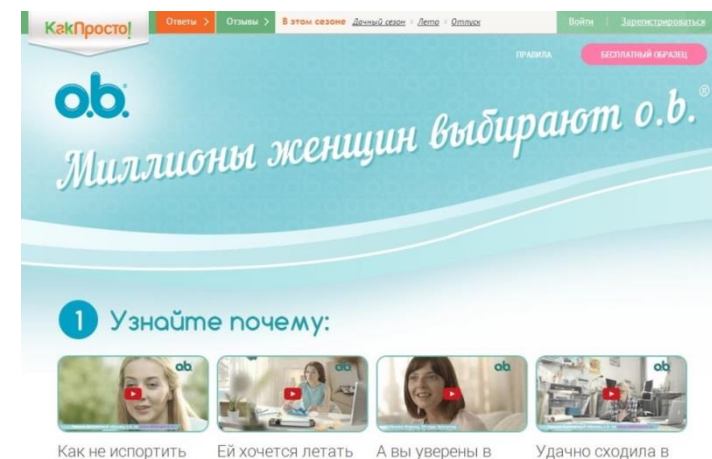 КакПросто!
Ответы > Отзывы > В этом сезоне Дачный сезон Лето Отпуск Войти | Зарегистрироваться
ПРАВИЛА БЕСПЛАТНЫЙ ОБРАЗЕЦ
o.b.®
Миллионы женщин выбирают o.b.®
1 Узнайте почему:
o.b. o.b. o.b. o.b.
Как не испортить Ей хочется летать А вы уверены в Удачно сходила в